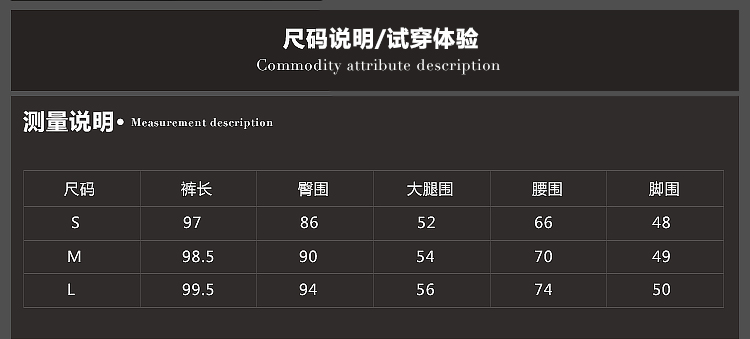 尺码说明/试穿体验
Commodity attribute description
测量说明• Measurement description
尺码 裤长 臀围 大腿围 腰围 脚围
S 97 86 52 66 48
M 98.5 90 54 70 49
L 99.5 94 56 74 50